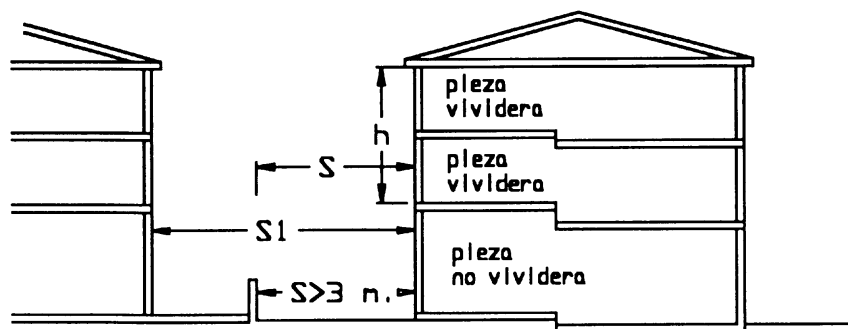 pieza
vividera
h
S
pieza
vividera
S1
pieza
no vividera
S>3 m.